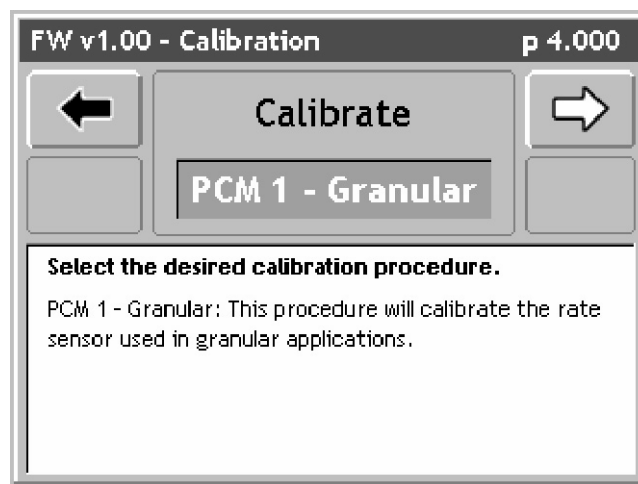 FW v1.00 - Calibration p 4.000
Calibrate
PCM 1 - Granular
Select the desired calibration procedure.
PCM 1 - Granular: This procedure will calibrate the rate
sensor used in granular applications.